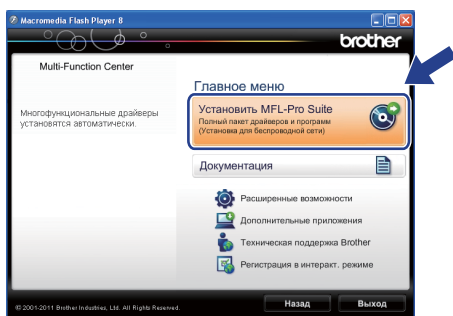 Macromedia Flash Player 8
brother
Multi-Function Center
Многофункциональные драйверы
установятся автоматически.
Главное меню
Установить MFL-Pro Suite
Полный пакет драйверов и программ
(Установка для беспроводной сети)
Документация
Расширенные возможности
Дополнительные приложения
Техническая поддержка Brother
Регистрация в интеракт. режиме
© 2001-2011 Brother Industries, Ltd. All Rights Reserved.
Назад
Выход